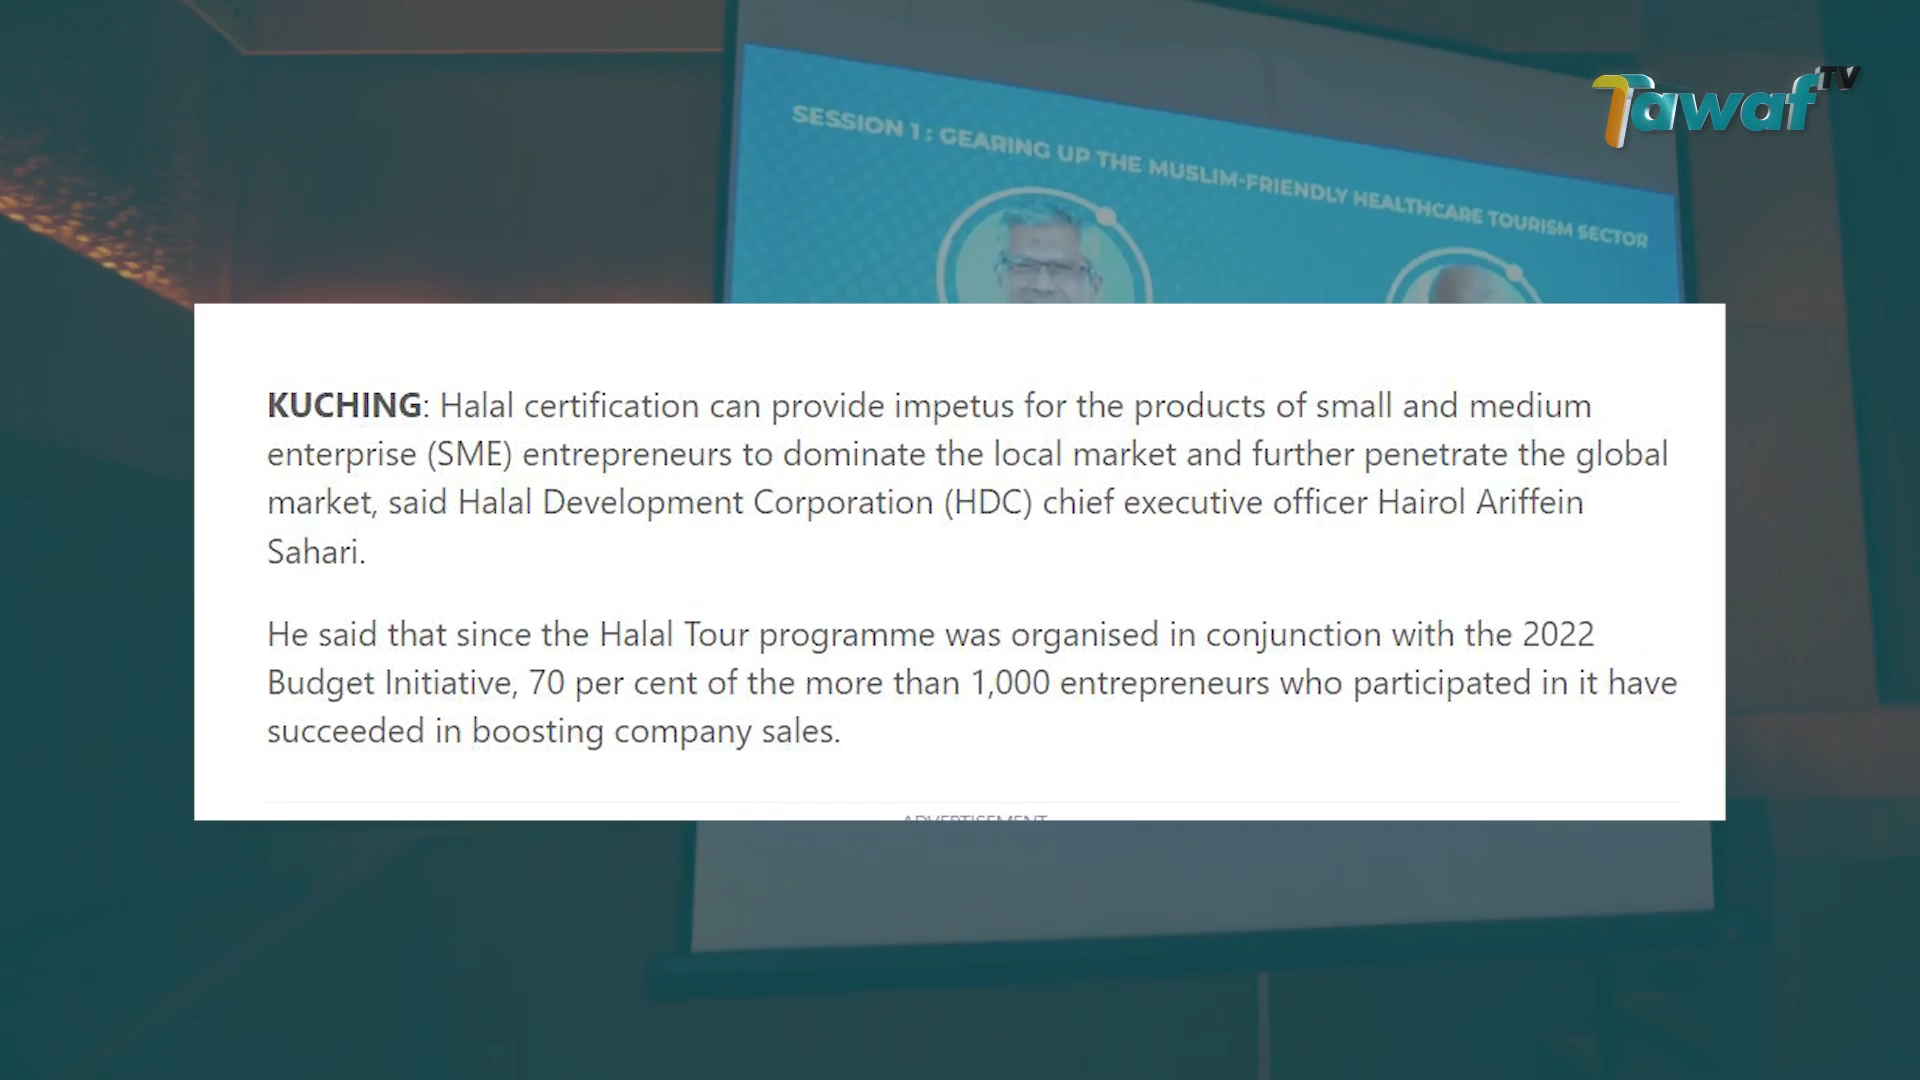 Tawaf TV
SESSION 1 : GEARING UP THE MUSLIM-FRIENDLY HEALTHCARE TOURISM SECTOR
KUCHING: Halal certification can provide impetus for the products of small and medium
enterprise (SME) entrepreneurs to dominate the local market and further penetrate the global
market, said Halal Development Corporation (HDC) chief executive officer Hairol Ariffein
Sahari.
He said that since the Halal Tour programme was organised in conjunction with the 2022
Budget Initiative, 70 per cent of the more than 1,000 entrepreneurs who participated in it have
succeeded in boosting company sales.
ADVERTISEMENT